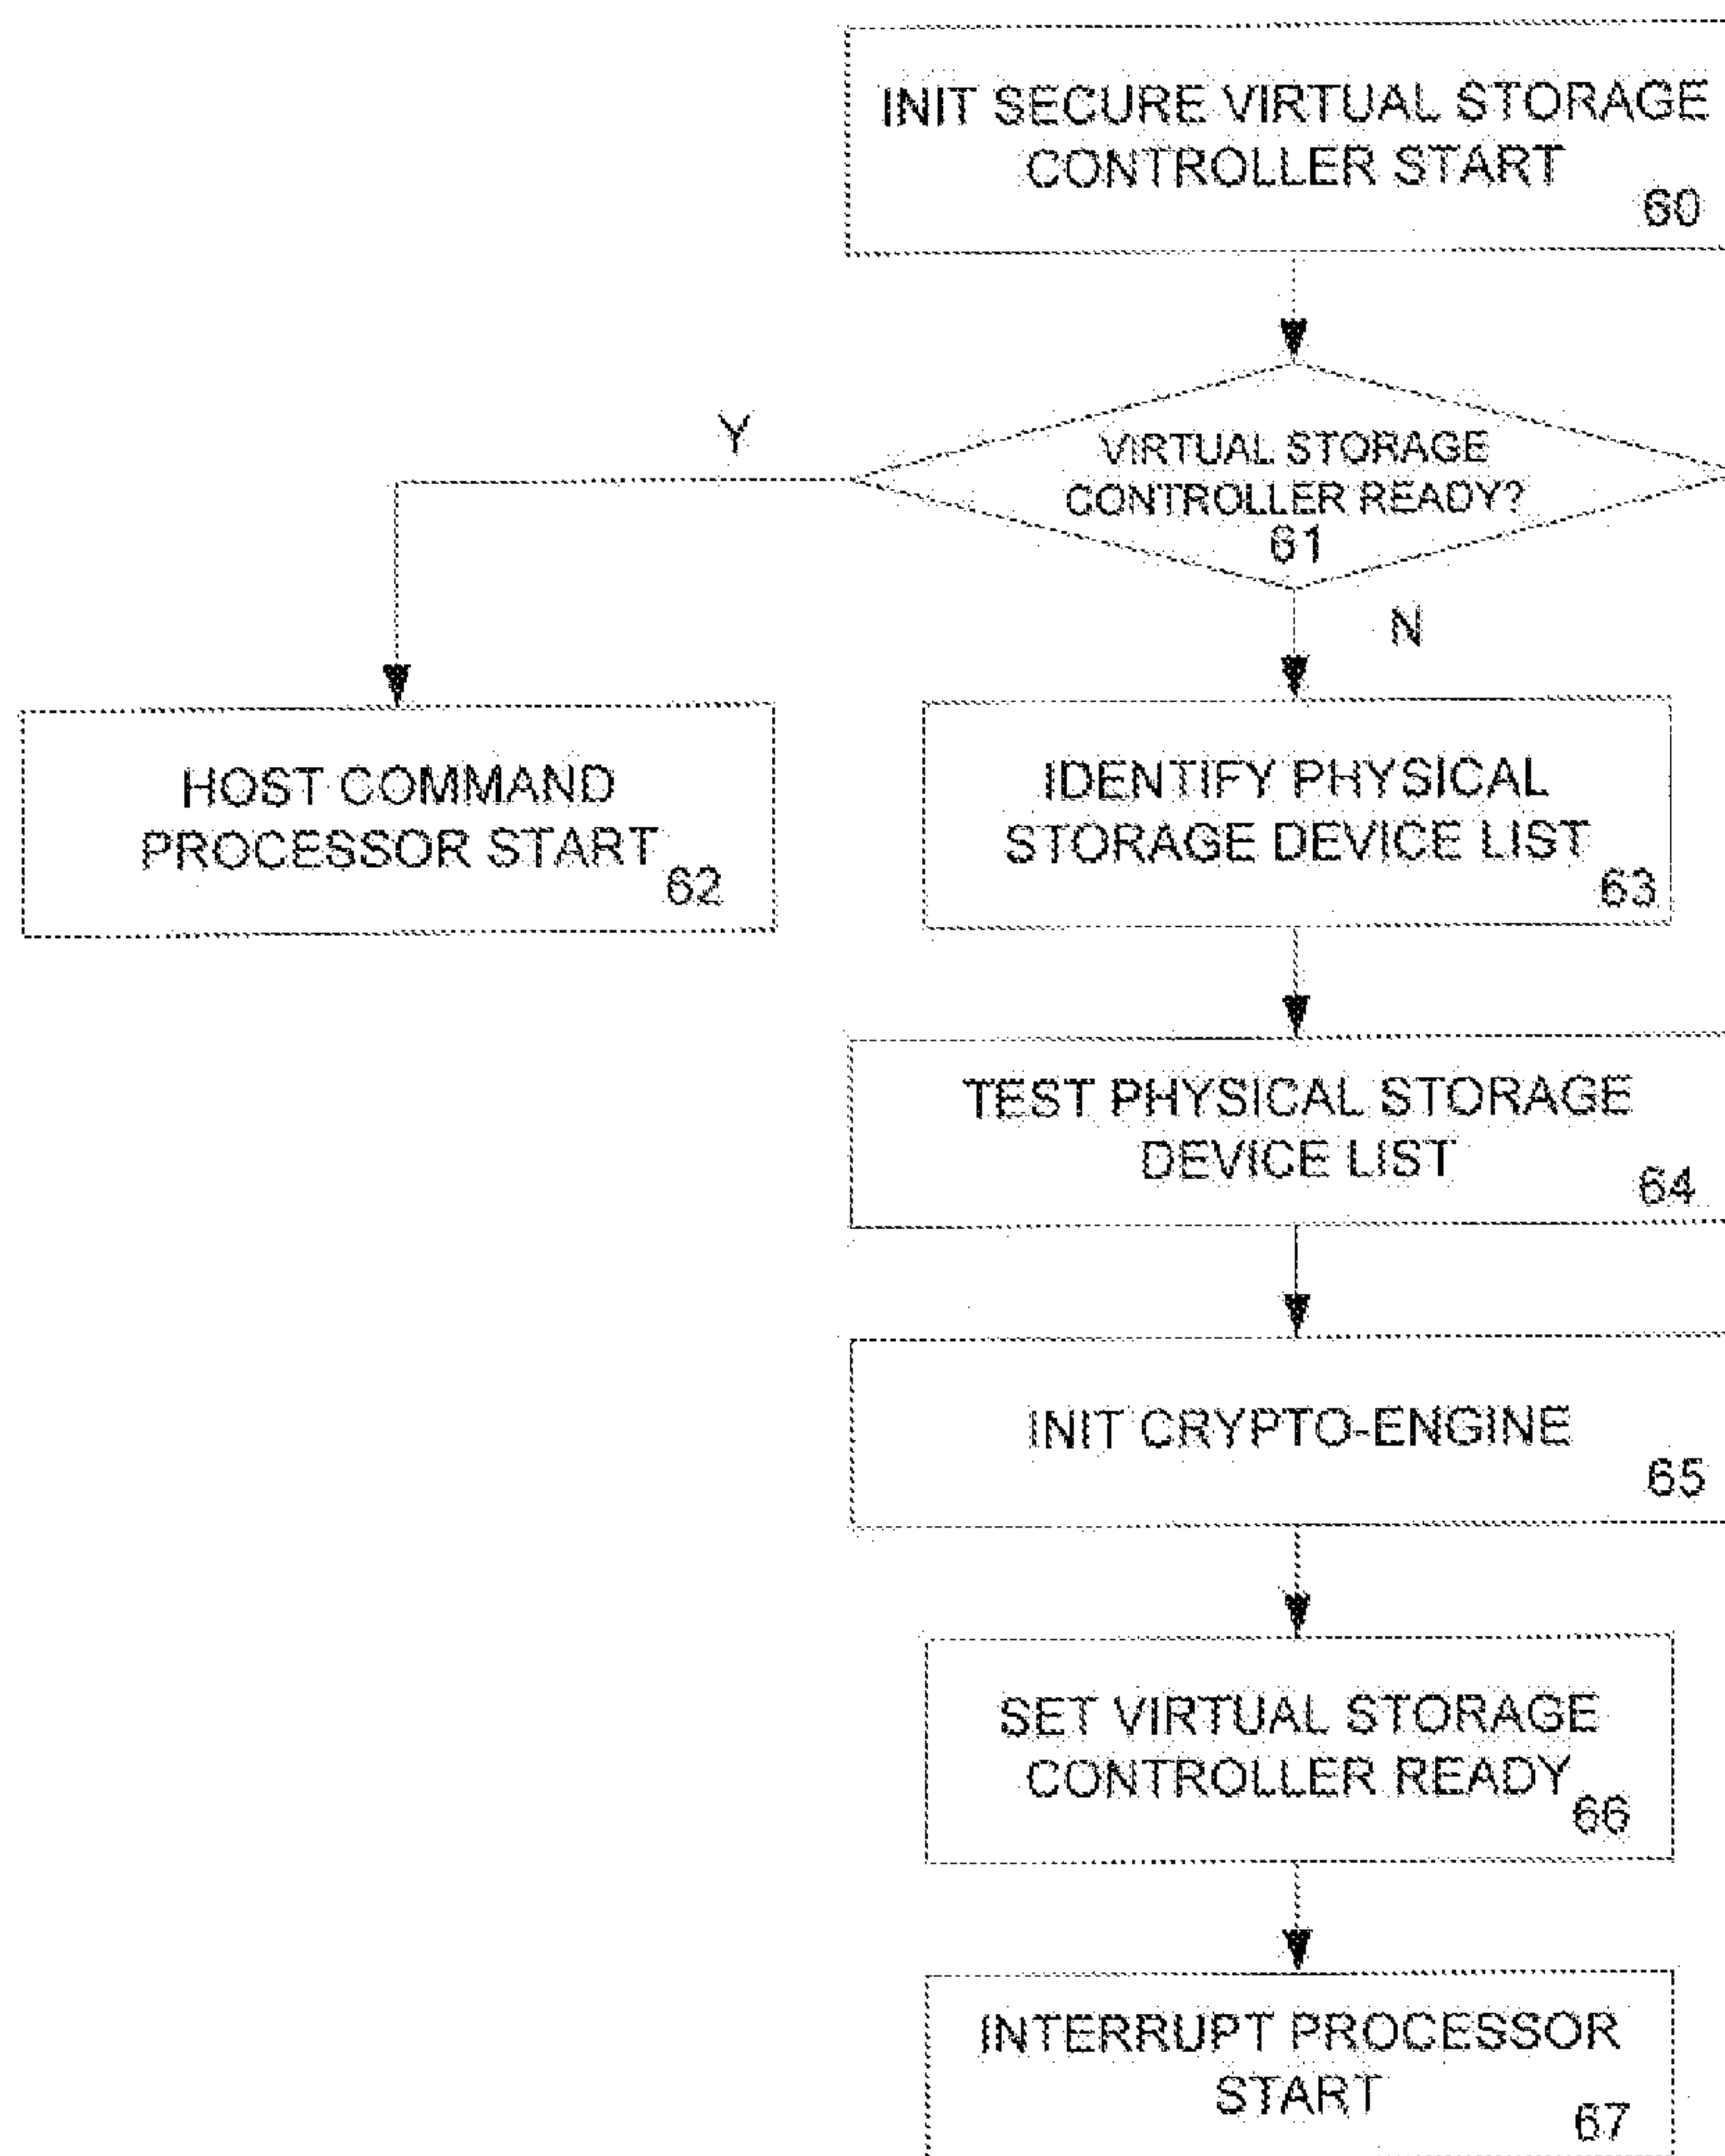 INIT SECURE VIRTUAL STORAGE
CONTROLLER START
60
VIRTUAL STORAGE
CONTROLLER READY?
61
Y
N
HOST COMMAND
PROCESSOR START
62
IDENTIFY PHYSICAL
STORAGE DEVICE LIST
63
TEST PHYSICAL STORAGE
DEVICE LIST
64
INIT CRYPTO-ENGINE
65
SET VIRTUAL STORAGE
CONTROLLER READY
66
INTERRUPT PROCESSOR
START
67